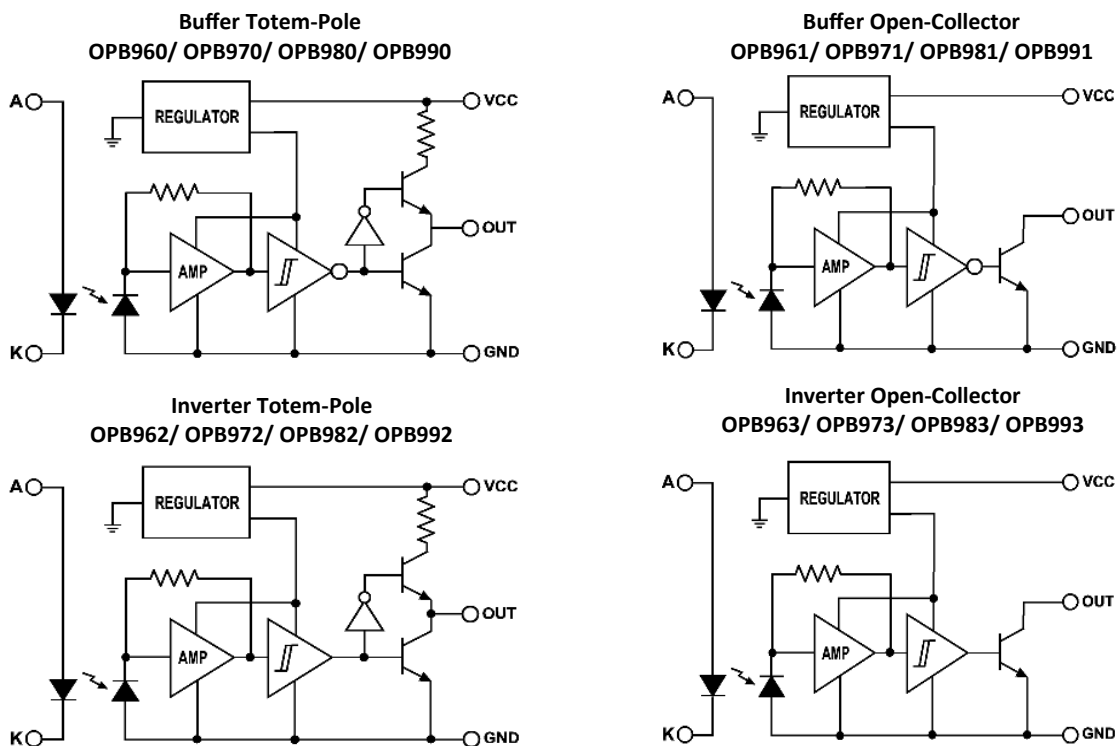 Buffer Totem-Pole
OPB960/ OPB970/ OPB980/ OPB990
A
REGULATOR
VCC
AMP
OUT
K
GND
Buffer Open-Collector
OPB961/ OPB971/ OPB981/ OPB991
A
REGULATOR
VCC
AMP
OUT
K
GND
Inverter Totem-Pole
OPB962/ OPB972/ OPB982/ OPB992
A
REGULATOR
VCC
AMP
OUT
K
GND
Inverter Open-Collector
OPB963/ OPB973/ OPB983/ OPB993
A
REGULATOR
VCC
AMP
OUT
K
GND